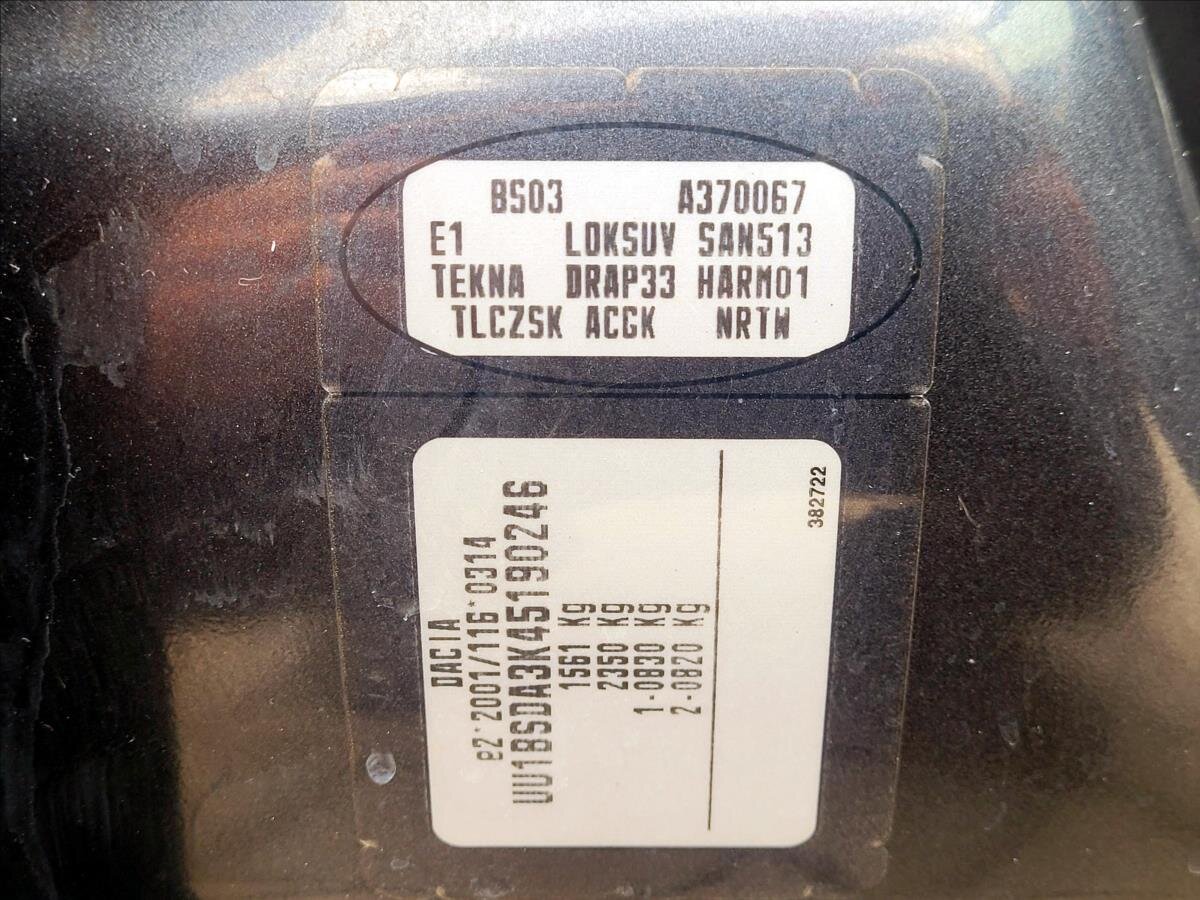 BS03 A370067
E1 LOKSUV SAN513
TEKNA DRAP33 HARM01
TLCZSK ACGK NRTW
DACIA
e2*2001/116*0314
UU1BSDA3K45190246
1561 Kg
2350 Kg
1-0830 Kg
2-0820 Kg
382722